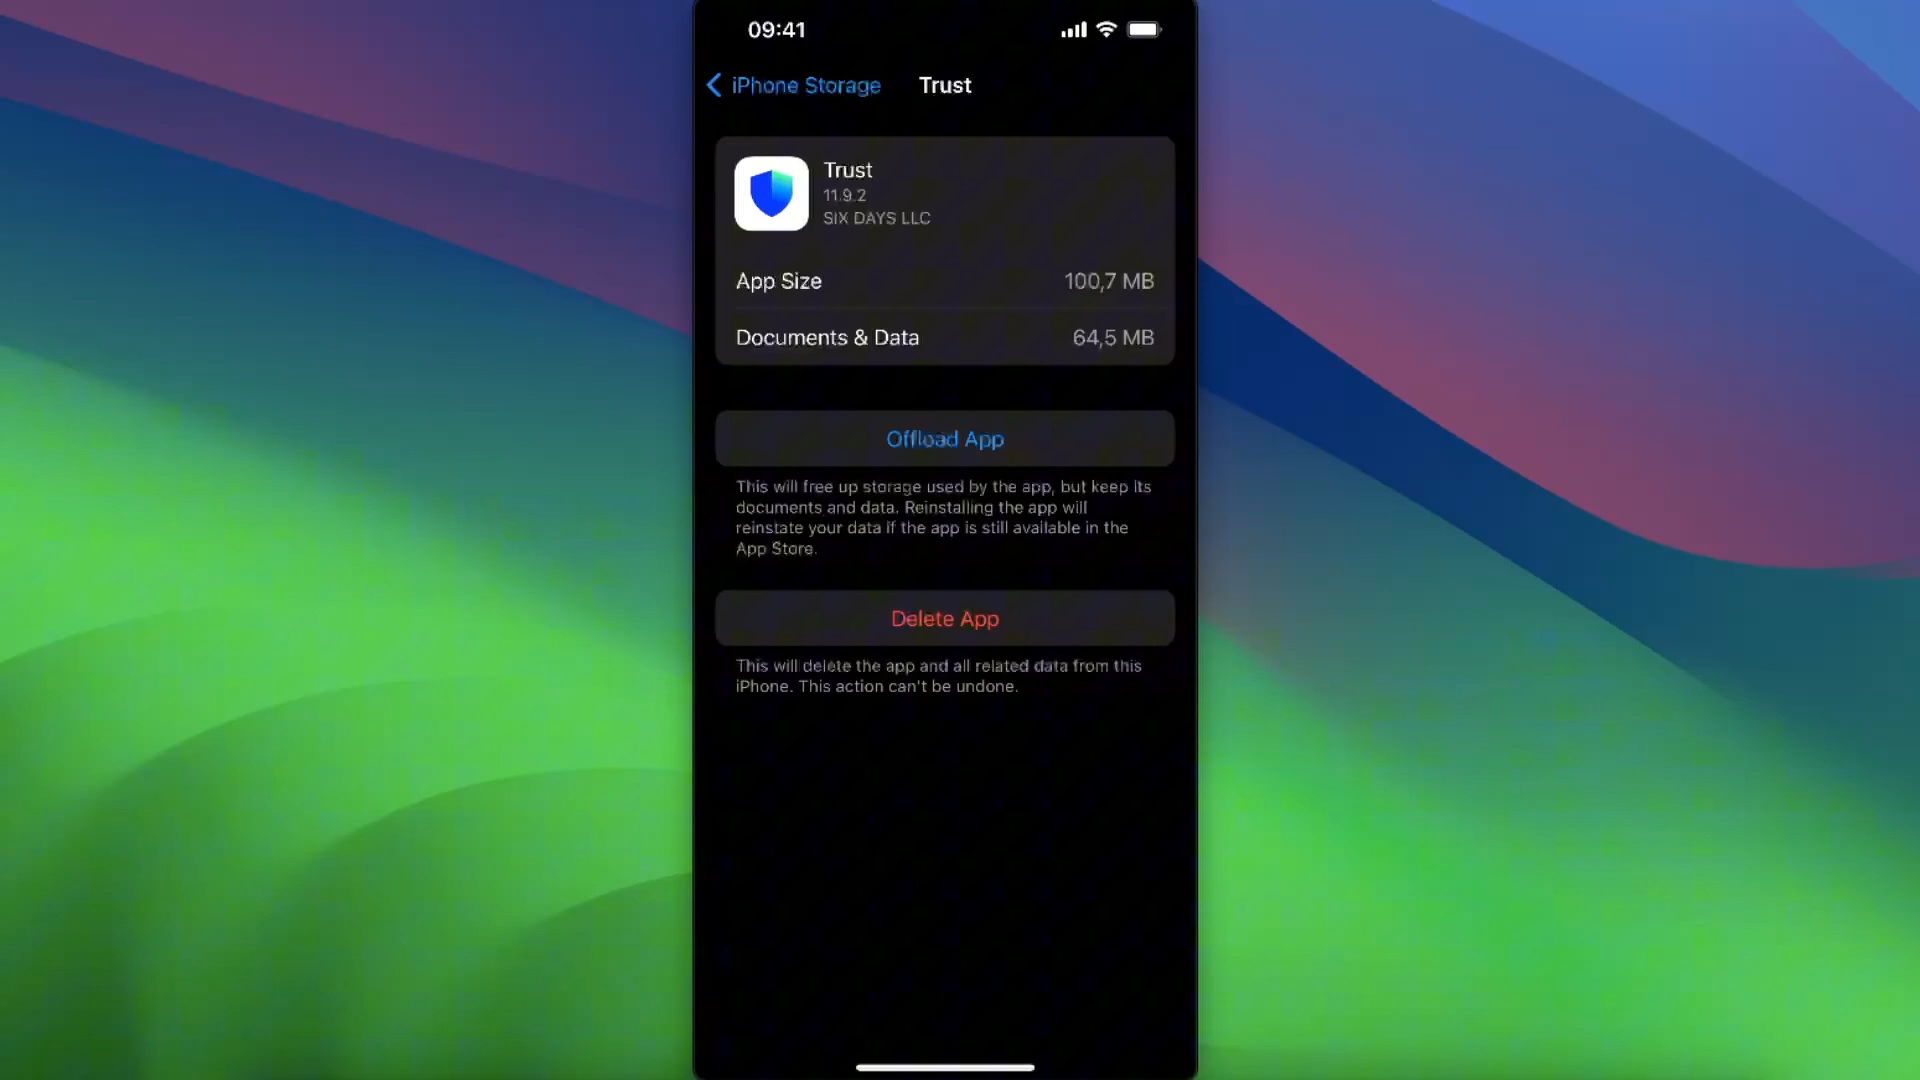 09:41
iPhone Storage
Trust
Trust
11.9.2
SIX DAYS LLC
App Size 100,7 MB
Documents & Data 64,5 MB
Offload App
This will free up storage used by the app, but keep its
documents and data. Reinstalling the app will
reinstate your data if the app is still available in the
App Store.
Delete App
This will delete the app and all related data from this
iPhone. This action can't be undone.